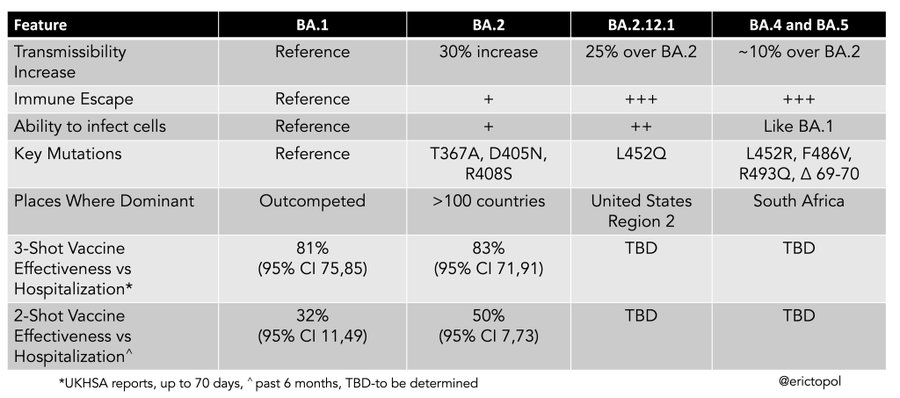 Feature BA.1 BA.2 BA.2.12.1 BA.4 and BA.5
Transmissibility Increase Reference 30% increase 25% over BA.2 ~10% over BA.2
Immune Escape Reference + +++ +++
Ability to infect cells Reference + ++ Like BA.1
Key Mutations Reference T367A, D405N, R408S L452Q L452R, F486V, R493Q, Δ 69-70
Places Where Dominant Outcompeted >100 countries United States Region 2 South Africa
3-Shot Vaccine Effectiveness vs Hospitalization* 81% (95% CI 75,85) 83% (95% CI 71,91) TBD TBD
2-Shot Vaccine Effectiveness vs Hospitalization^ 32% (95% CI 11,49) 50% (95% CI 7,73) TBD TBD
*UKHSA reports, up to 70 days, ^ past 6 months, TBD-to be determined @erictopol